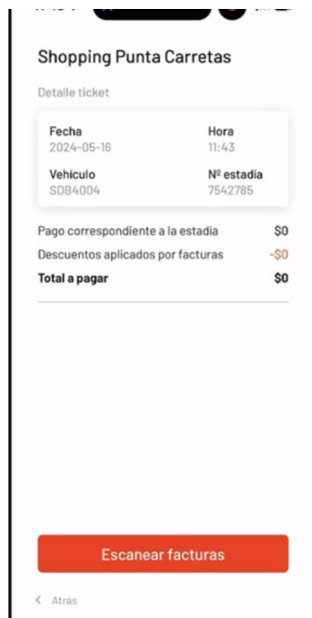 Shopping Punta Carretas
Detalle ticket
Fecha Hora
2024-05-16 11:43
Vehículo Nº estadía
SDB4004 7542785
Pago correspondiente a la estadía $0
Descuentos aplicados por facturas -$0
Total a pagar $0
Escanear facturas
Atrás